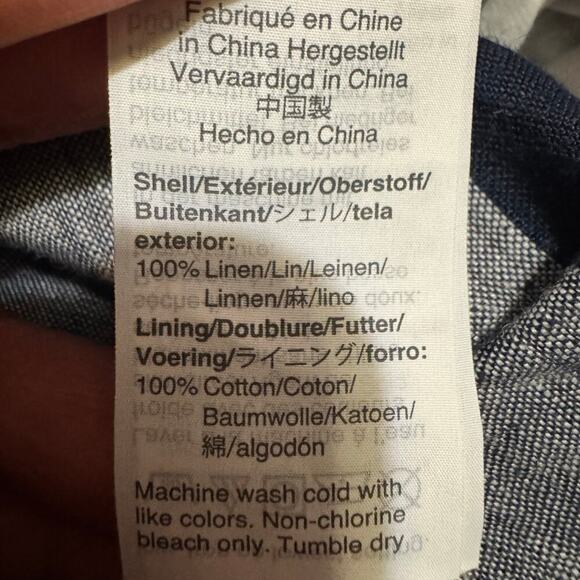 Fabriqué en Chine
in China Hergestellt
Vervaardigd in China
中国製
Hecho en China
Shell/Extérieur/Oberstoff/
Buitenkant/シェル/tela
exterior:
100% Linen/Lin/Leinen/
Linnen/麻/lino
Lining/Doublure/Futter/
Voering/ライニング/forro:
100% Cotton/Coton/
Baumwolle/Katoen/
綿/algodón
Machine wash cold with
like colors. Non-chlorine
bleach only. Tumble dry